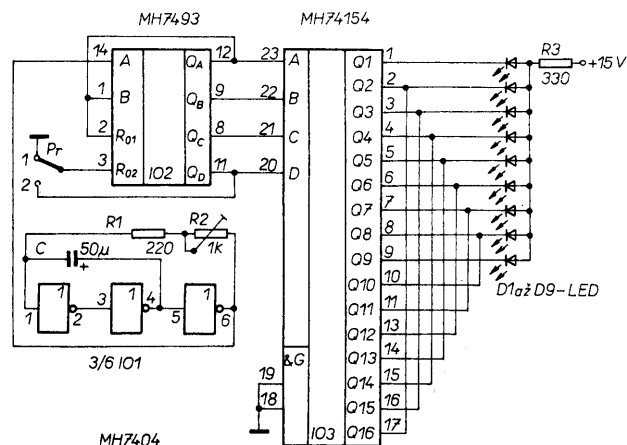 MH7493
MH74154
14 A QA 12 23 A Q1 1
R3
+15V
330
Q2 2
1 B QB 9 22 B Q3 3
2 R01 QC 8 21 C Q4 4
Pr
1
3 R02 QD 11 20 D Q5 5
IO2
2
Q6 6
Q7 7
R1 R2
220 1k
C 50µ
+
Q8 8
Q9 9
Q10 10
D1až D9-LED
1 1 2 3 1 4 5 1 6
Q11 11
Q12 13
3/6 IO1
Q13 14
&G
19
Q14 15
18
Q15 16
IO3
Q16 17
MH7404